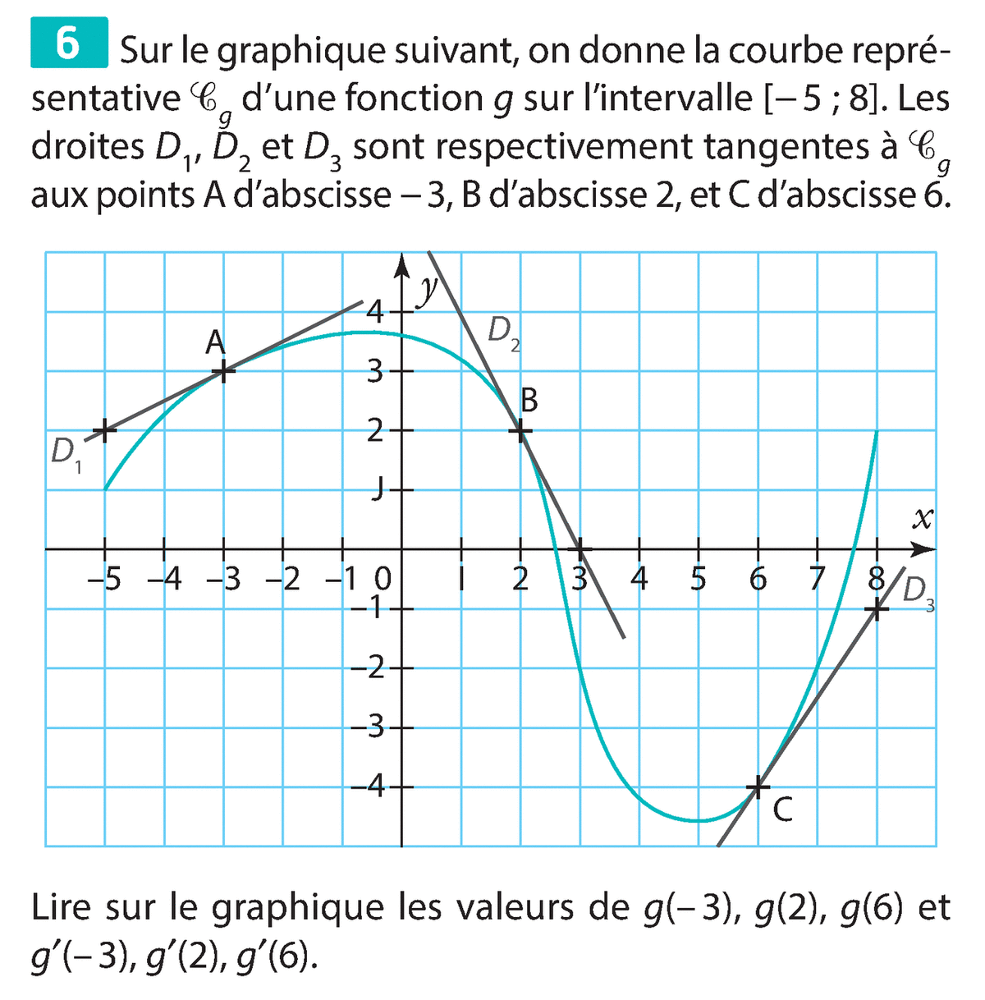 6 Sur le graphique suivant, on donne la courbe repré-
sentative 𝒞g d’une fonction g sur l’intervalle [– 5 ; 8]. Les
droites D1, D2 et D3 sont respectivement tangentes à 𝒞g
aux points A d’abscisse – 3, B d’abscisse 2, et C d’abscisse 6.
y
4
D2
A
3
B
2
D1
J
x
–5 –4 –3 –2 –1 0 1 2 3 4 5 6 7 8
D3
–1
–2
–3
–4
C
Lire sur le graphique les valeurs de g(– 3), g(2), g(6) et
g′(– 3), g′(2), g′(6).